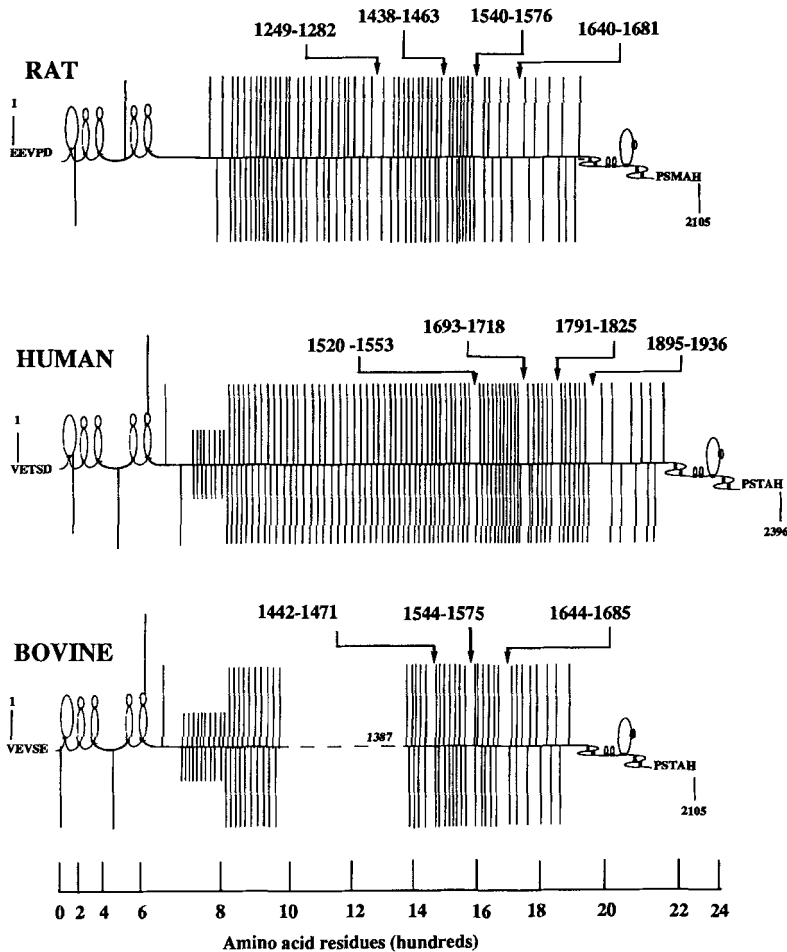 1438-1463 1540-1576
1249-1282 1640-1681
RAT
1
EEVPD
PSMAH
2105
1693-1718 1791-1825
1520 -1553 1895-1936
HUMAN
1
VETSD
PSTAH
2396
1442-1471 1544-1575 1644-1685
BOVINE
1
1387
VEVSE
PSTAH
2105
0 2 4 6 8 10 12 14 16 18 20 22 24
Amino acid residues (hundreds)